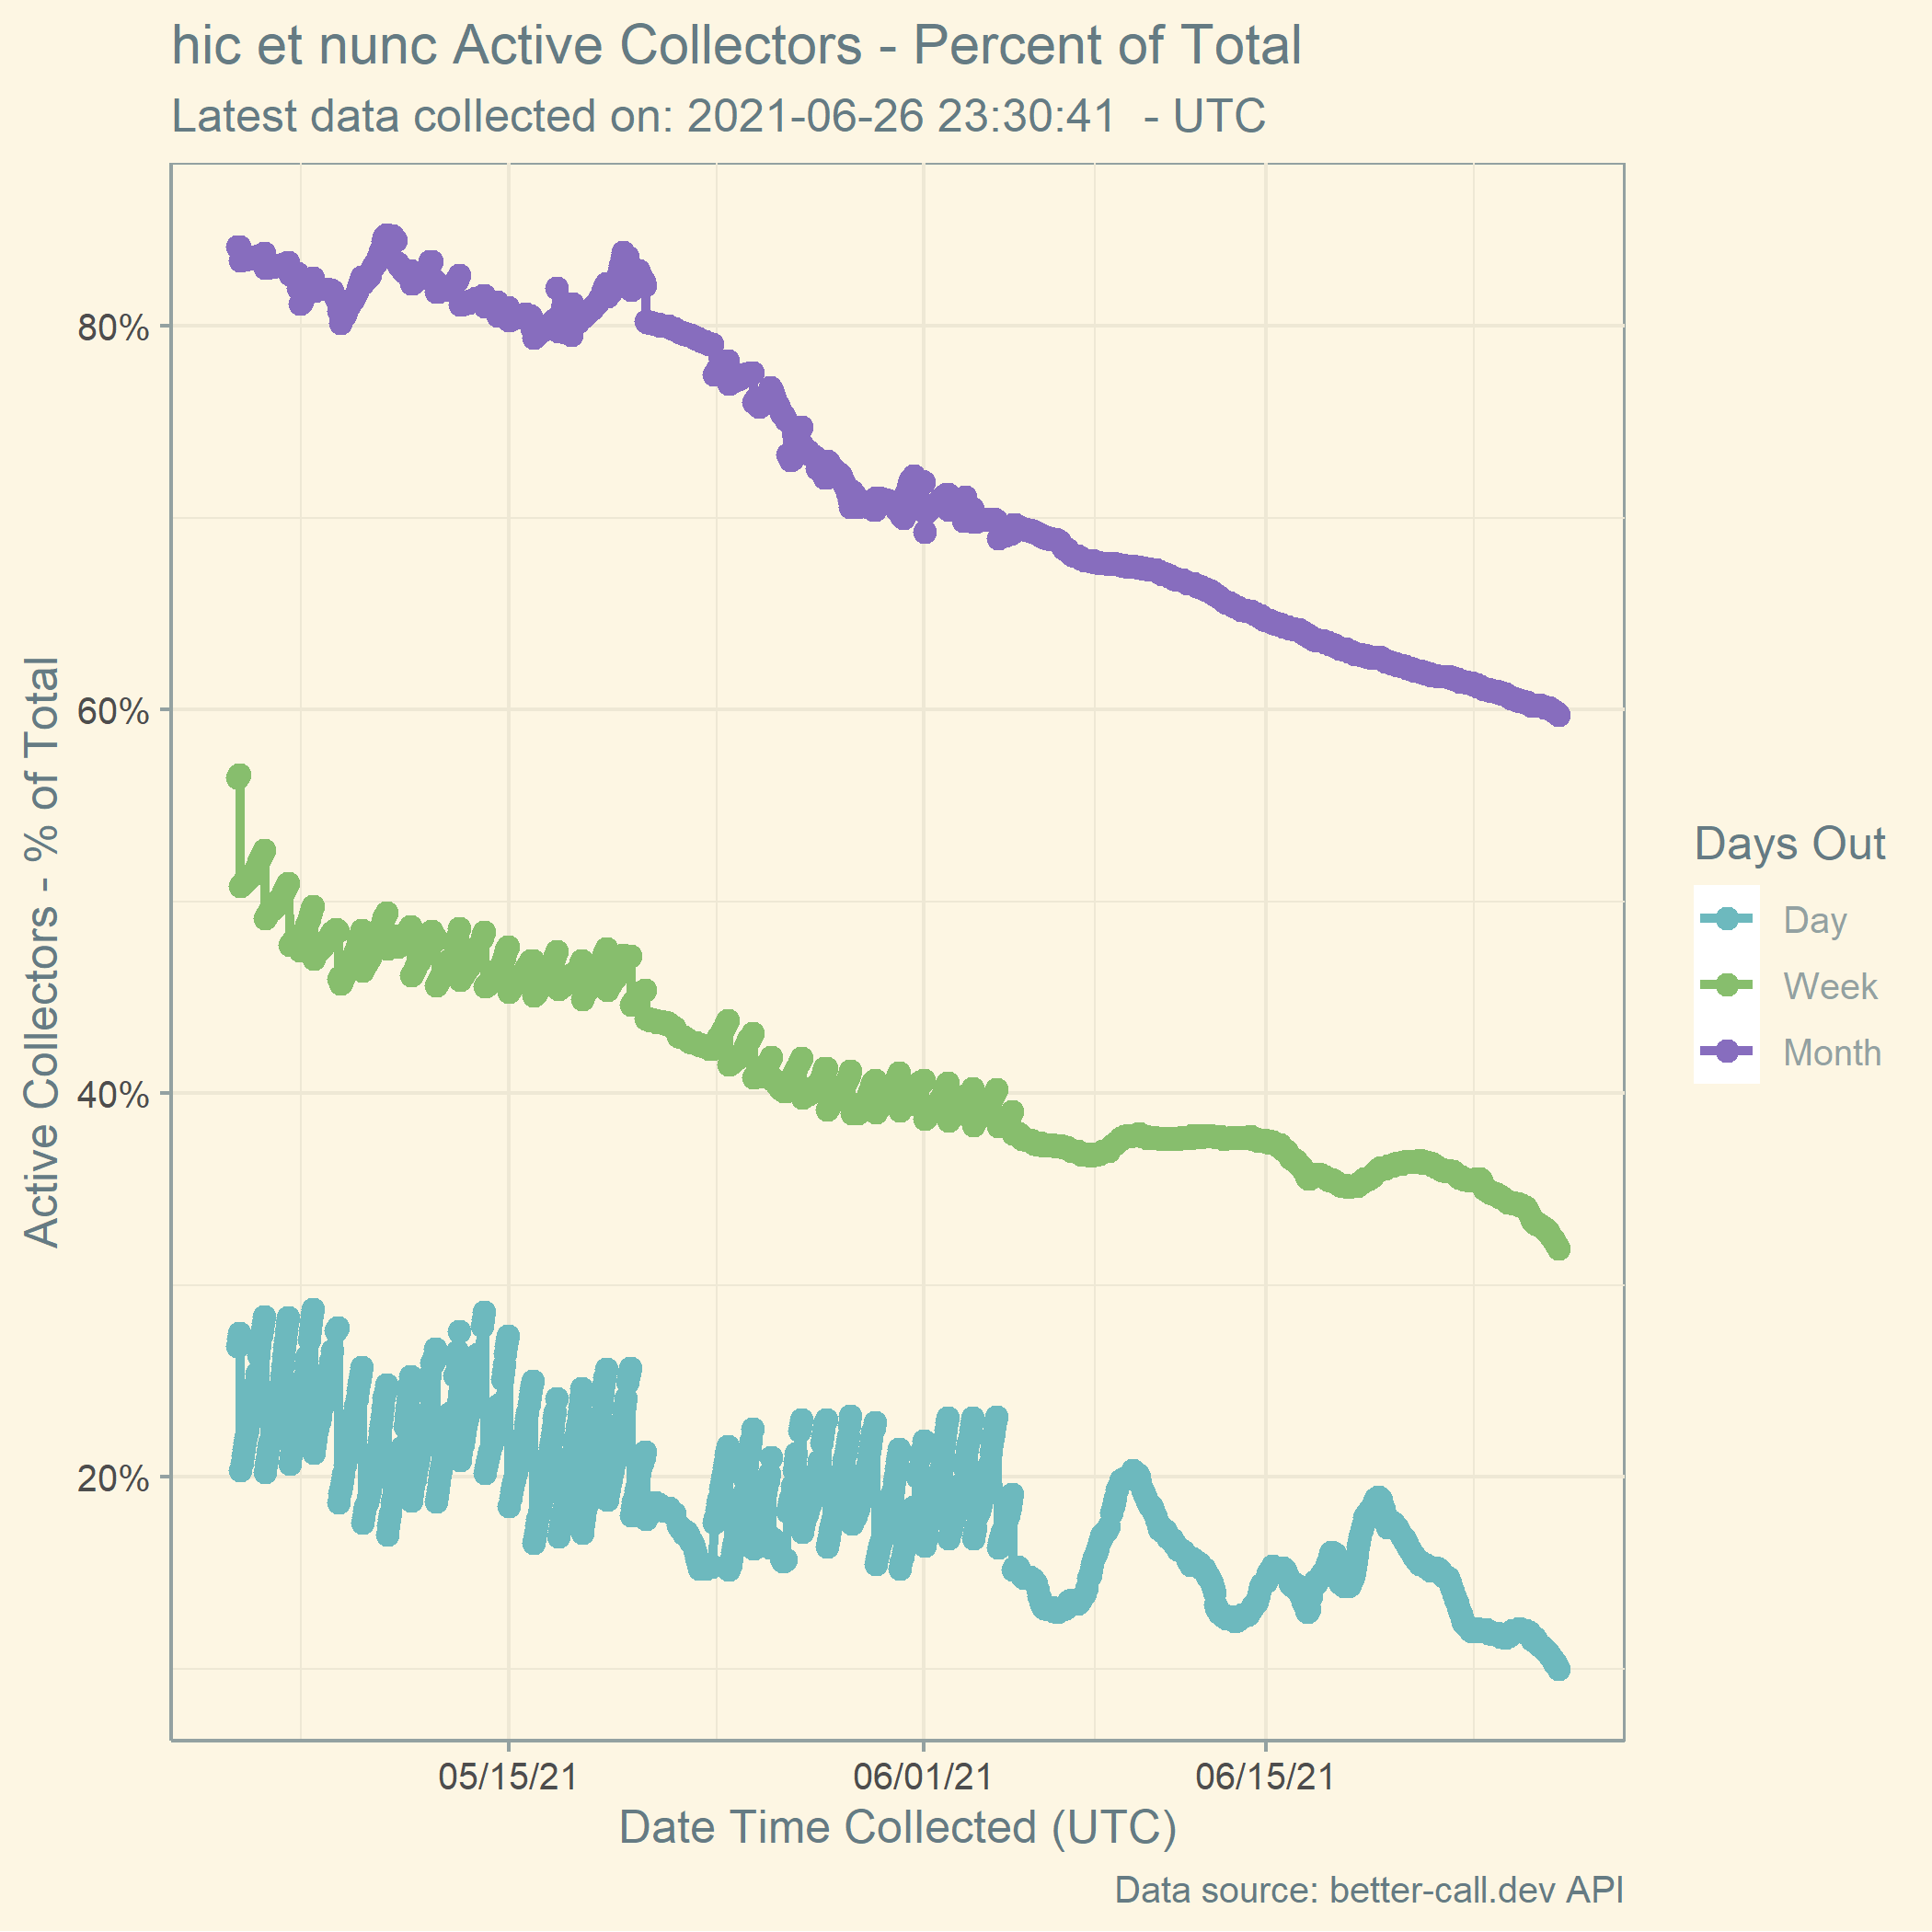 hic et nunc Active Collectors - Percent of Total
Latest data collected on: 2021-06-26 23:30:41  - UTC
Active Collectors - % of Total
80%
60%
40%
20%
05/15/21
06/01/21
06/15/21
Date Time Collected (UTC)
Days Out
Day
Week
Month
Data source: better-call.dev API